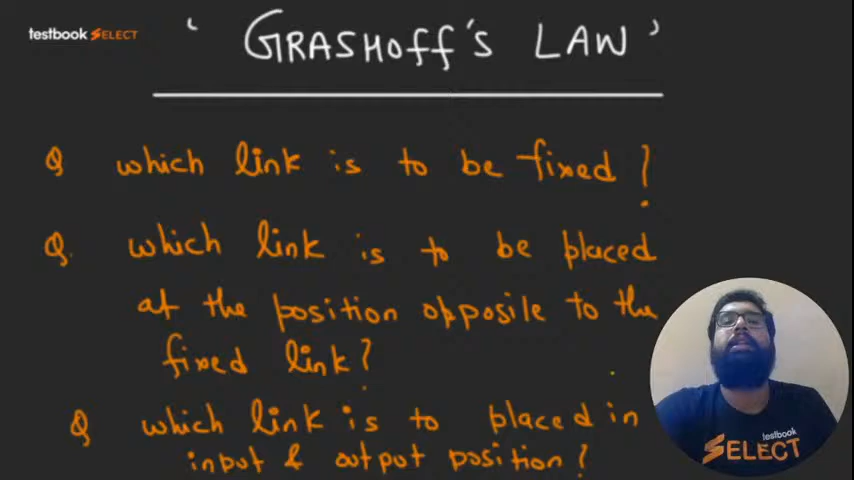 testbook SELECT
' GRASHOFF'S LAW '
Q which link is to be fixed ?
Q. which link is to be placed
at the position opposite to the
fixed link ?
Q which link is to placed in
input & output position ?
testbook
SELECT